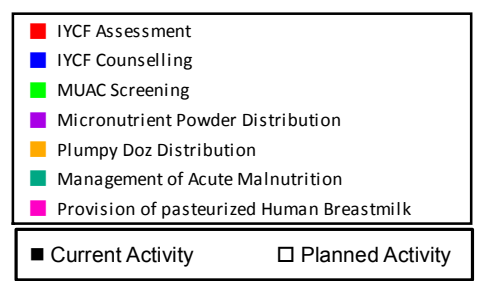 IYCF Assessment
IYCF Counselling
MUAC Screening
Micronutrient Powder Distribution
Plumpy Doz Distribution
Management of Acute Malnutrition
Provision of pasteurized Human Breastmilk
Current Activity Planned Activity